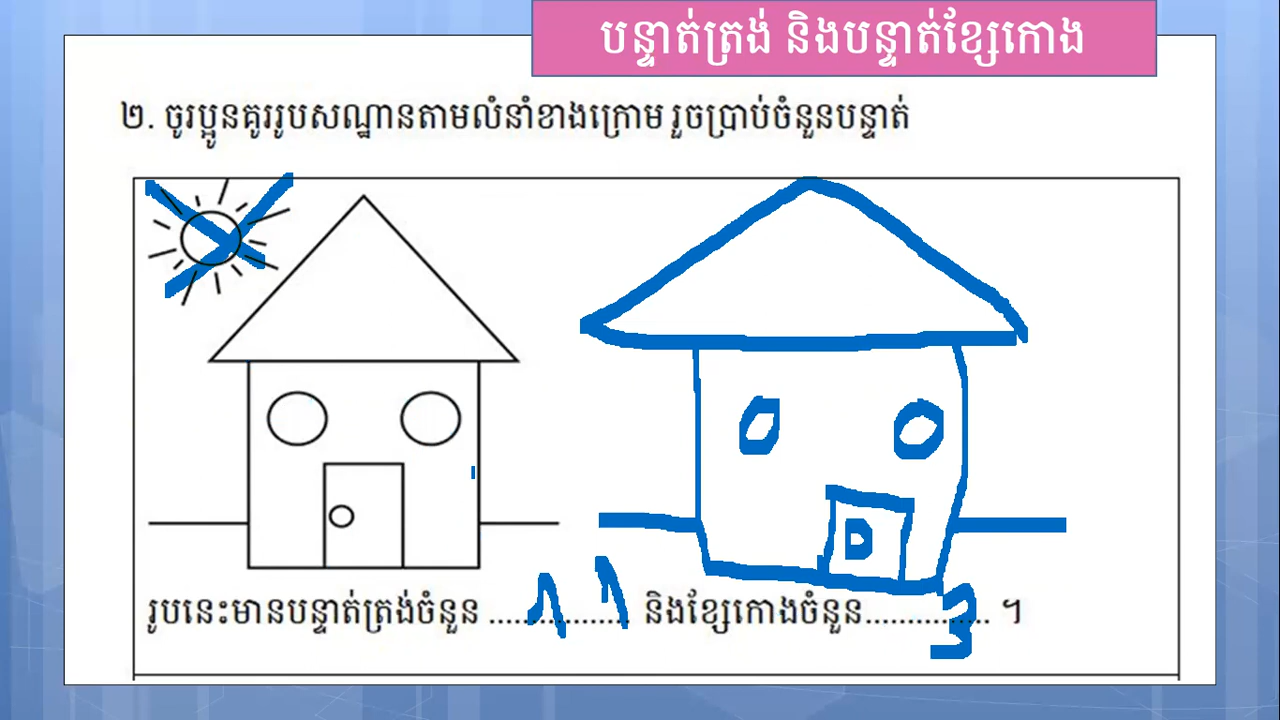 បន្ទាត់ត្រង់ និងបន្ទាត់ខ្សែកោង
២. ចូរប្អូនគូររូបសណ្ឋានតាមលំនាំខាងក្រោម រួចប្រាប់ចំនួនបន្ទាត់
រូបនេះមានបន្ទាត់ត្រង់ចំនួន ...11... និងខ្សែកោងចំនួន...3... ។